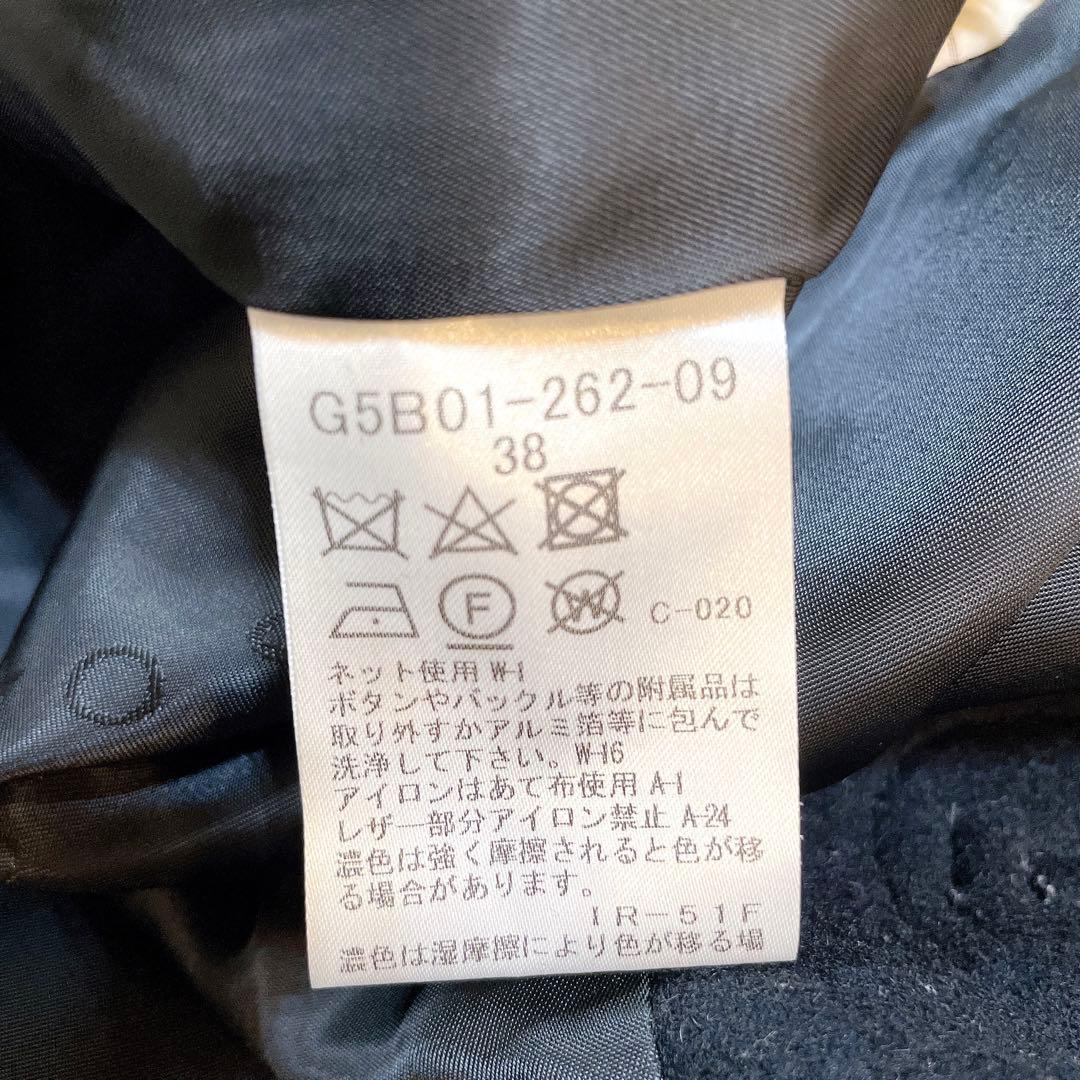 G5B01-262-09
38
F
W
C-020
ネット使用 W-1
ボタンやバックル等の附属品は
取り外すかアルミ箔等に包んで
洗浄して下さい。W-16
アイロンはあて布使用 A-1
レザー部分アイロン禁止 A-24
濃色は強く摩擦されると色が移
る場合があります。
IR-51F
濃色は湿摩擦により色が移る場